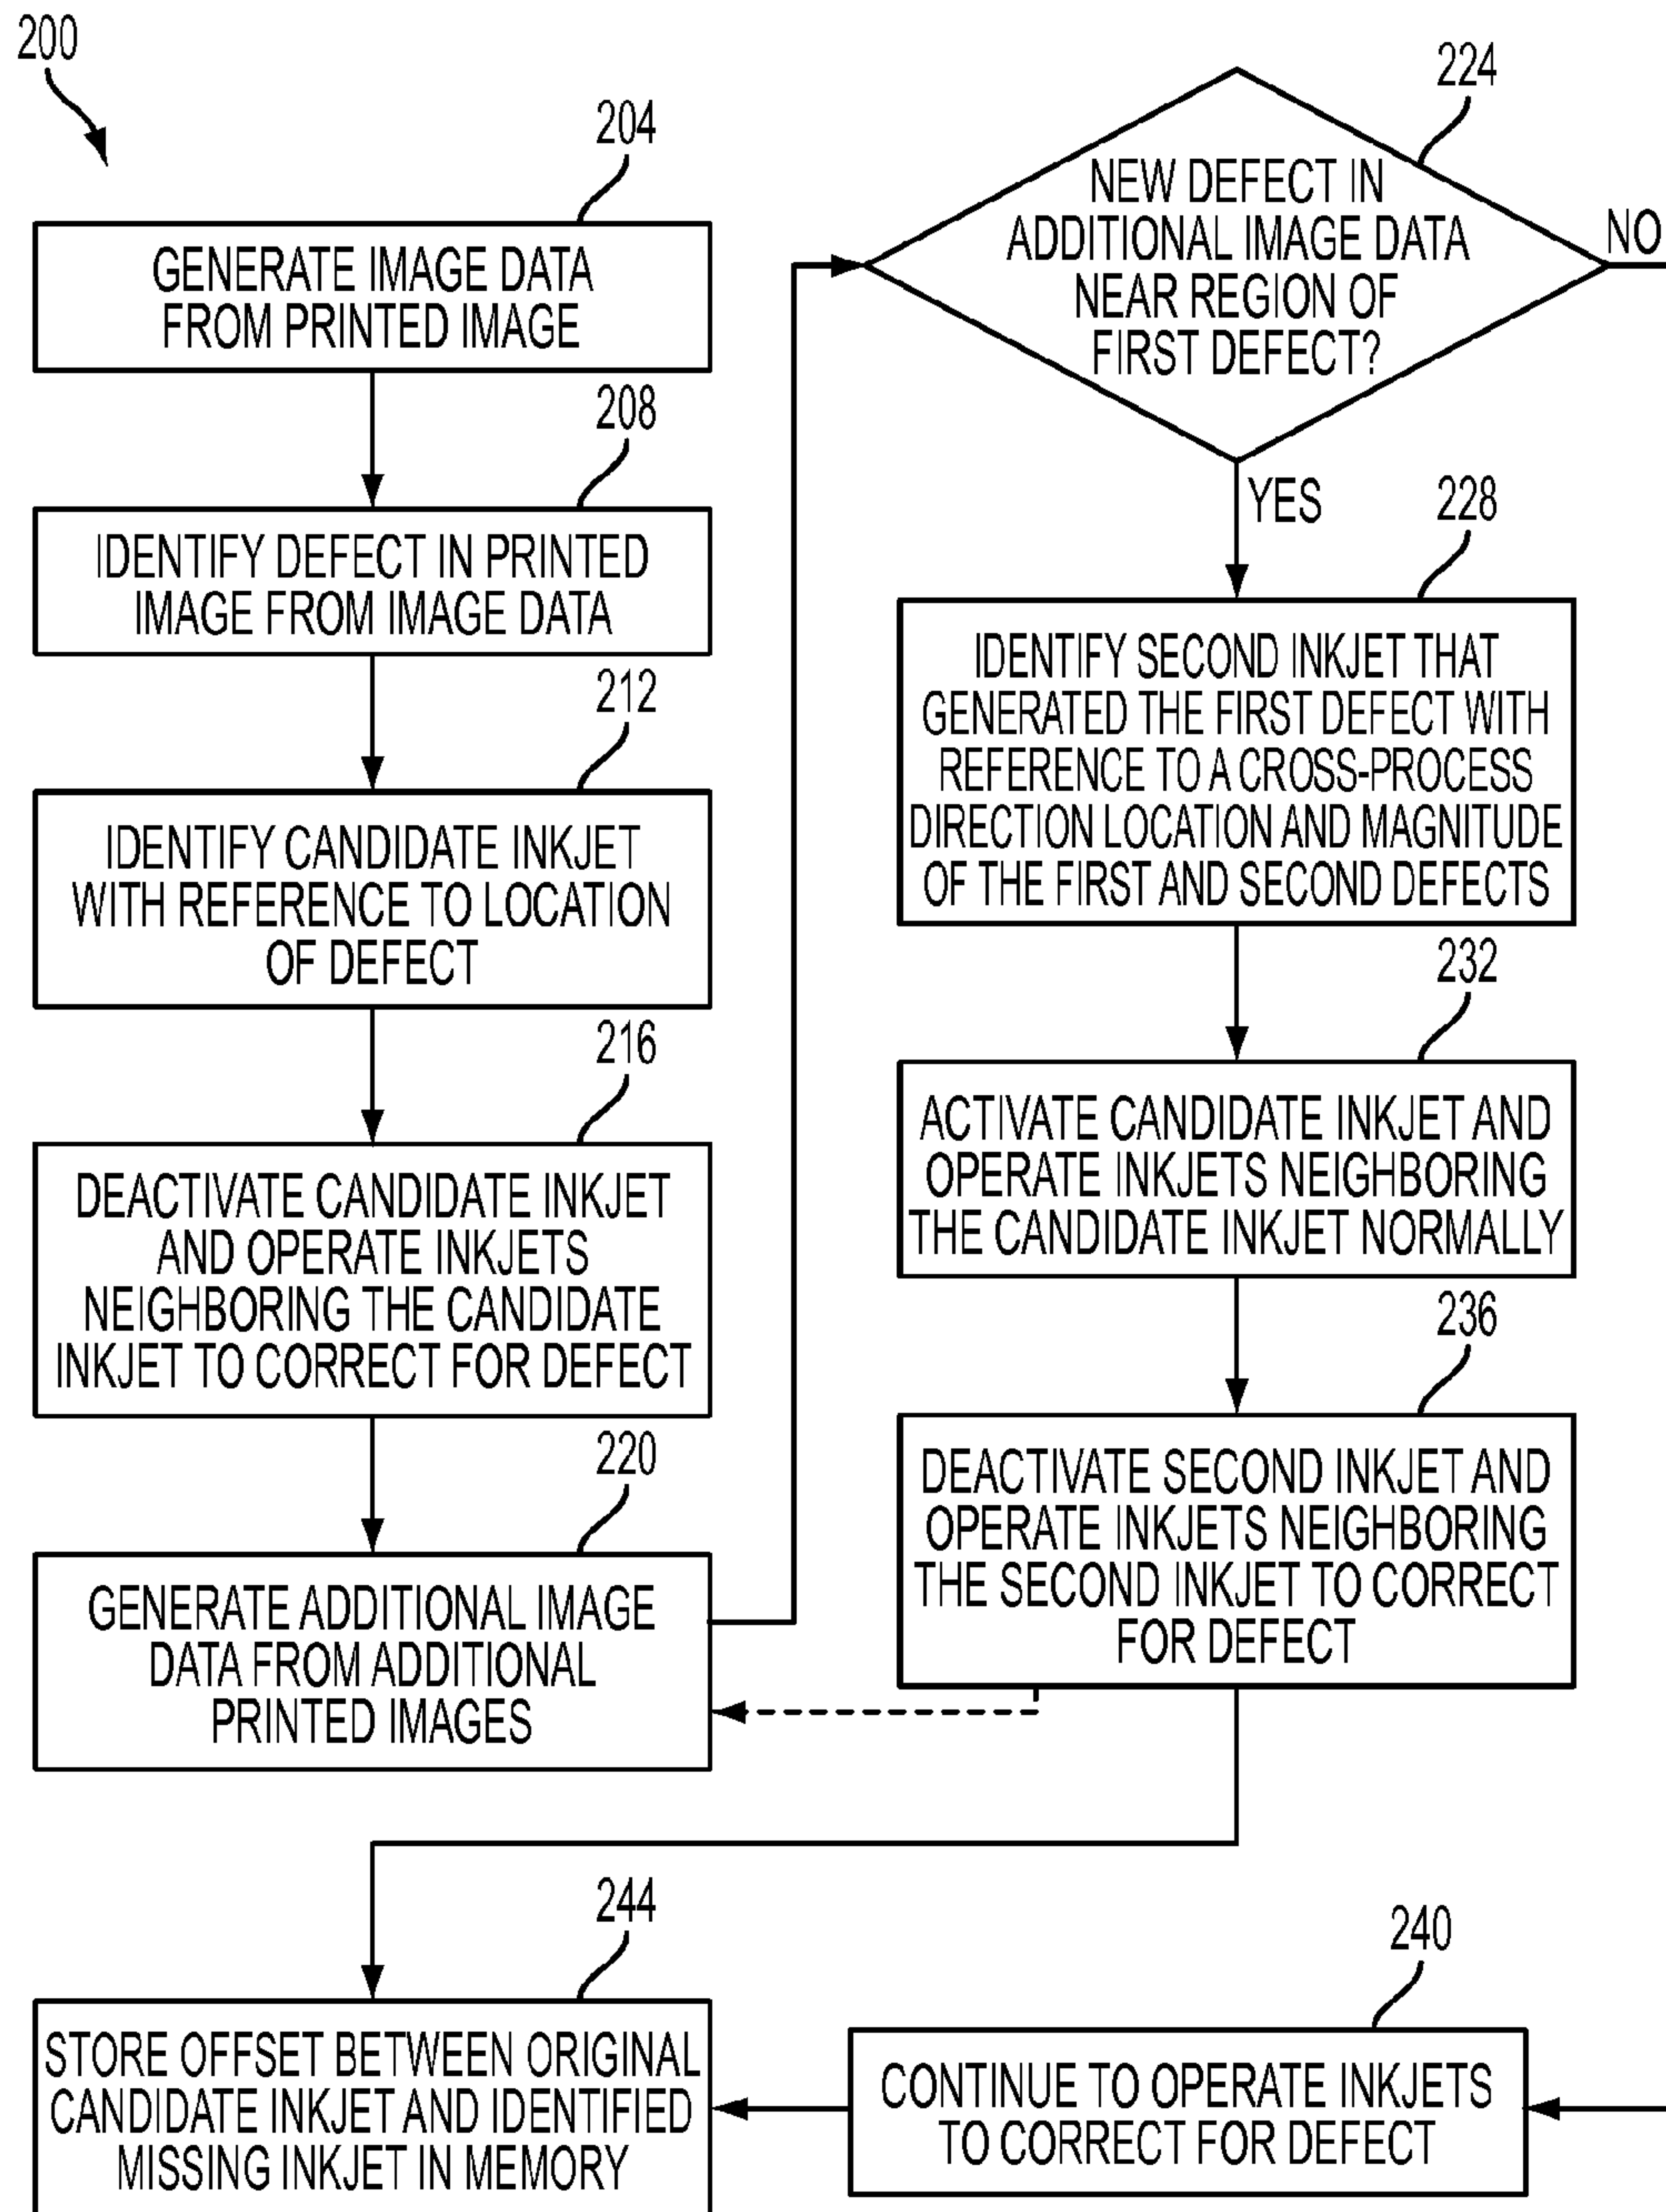 200
204
GENERATE IMAGE DATA
FROM PRINTED IMAGE
208
IDENTIFY DEFECT IN PRINTED
IMAGE FROM IMAGE DATA
212
IDENTIFY CANDIDATE INKJET
WITH REFERENCE TO LOCATION
OF DEFECT
216
DEACTIVATE CANDIDATE INKJET
AND OPERATE INKJETS
NEIGHBORING THE CANDIDATE
INKJET TO CORRECT FOR DEFECT
220
GENERATE ADDITIONAL IMAGE
DATA FROM ADDITIONAL
PRINTED IMAGES
224
NEW DEFECT IN
ADDITIONAL IMAGE DATA
NEAR REGION OF
FIRST DEFECT?
NO
YES
228
IDENTIFY SECOND INKJET THAT
GENERATED THE FIRST DEFECT WITH
REFERENCE TO A CROSS-PROCESS
DIRECTION LOCATION AND MAGNITUDE
OF THE FIRST AND SECOND DEFECTS
232
ACTIVATE CANDIDATE INKJET AND
OPERATE INKJETS NEIGHBORING
THE CANDIDATE INKJET NORMALLY
236
DEACTIVATE SECOND INKJET AND
OPERATE INKJETS NEIGHBORING
THE SECOND INKJET TO CORRECT
FOR DEFECT
240
CONTINUE TO OPERATE INKJETS
TO CORRECT FOR DEFECT
244
STORE OFFSET BETWEEN ORIGINAL
CANDIDATE INKJET AND IDENTIFIED
MISSING INKJET IN MEMORY